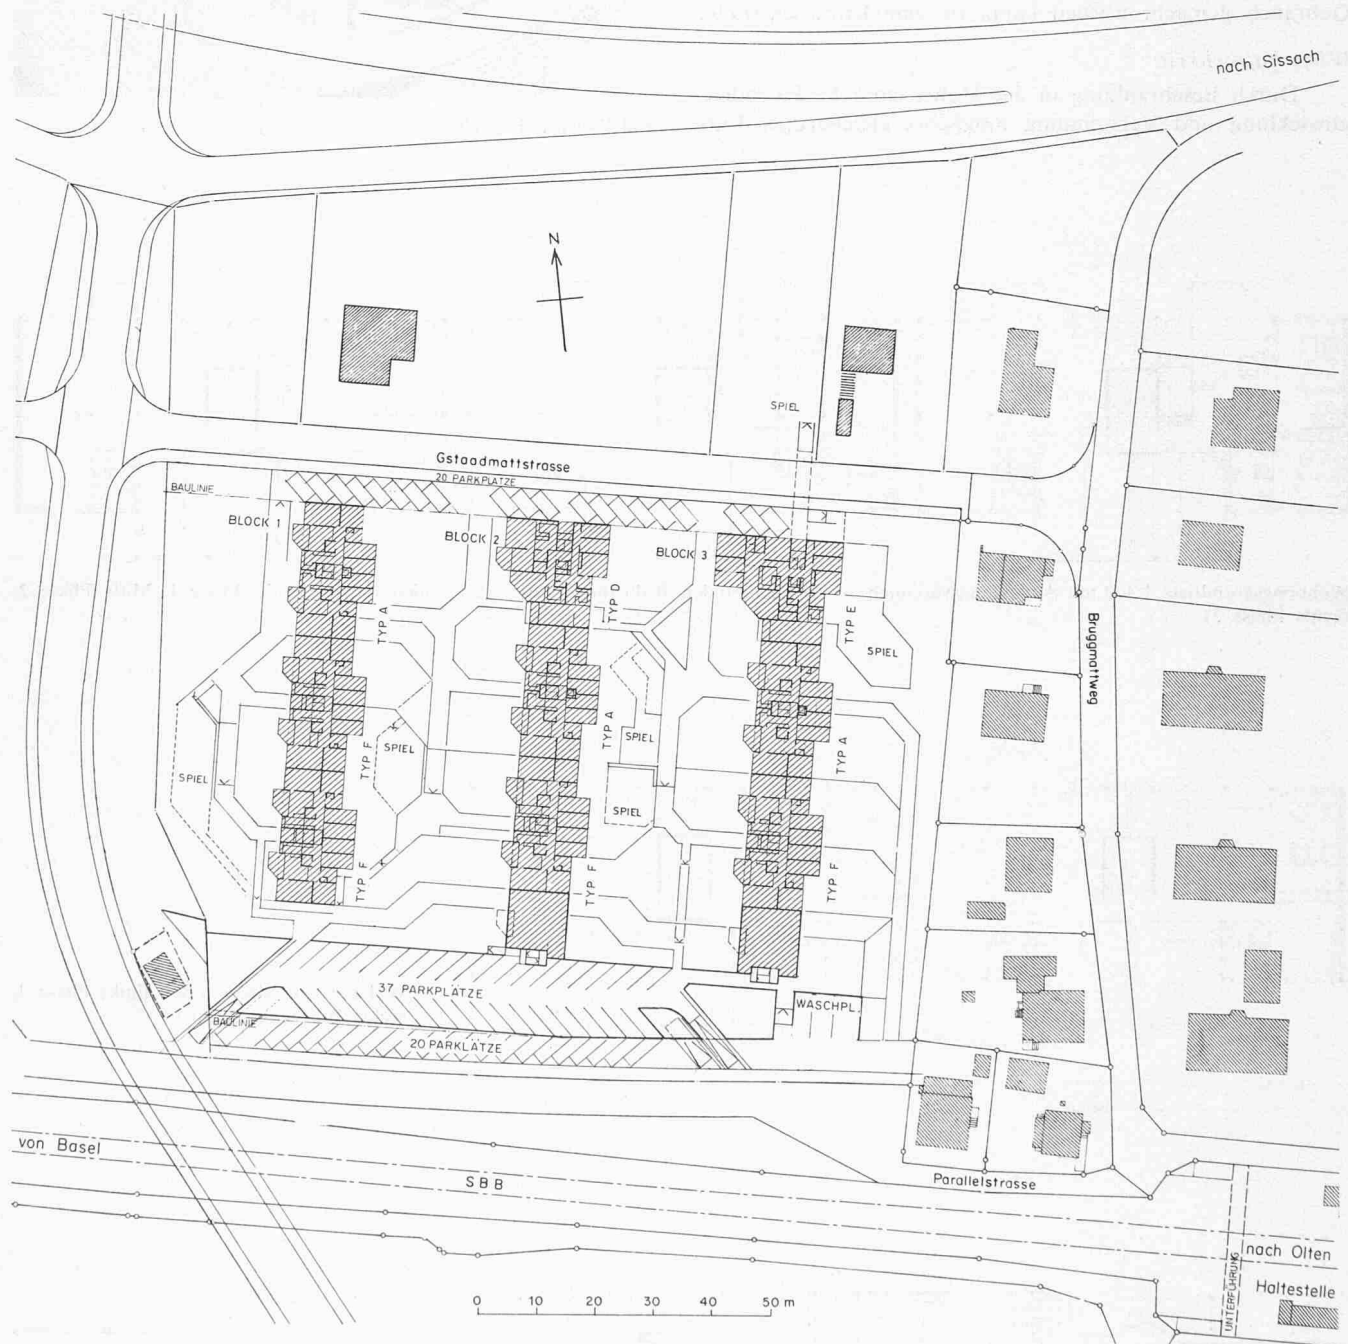 nach Sissach
N
SPIEL
Gstaadmattstrasse
20 PARKPLÄTZE
BAULINIE
BLOCK 1
BLOCK 2
BLOCK 3
TYP A
TYP D
TYP E
SPIEL
Bruggmattweg
TYP F
SPIEL
TYP A
SPIEL
TYP A
SPIEL
SPIEL
TYP F
TYP F
TYP F
37 PARKPLÄTZE
WASCHPL.
BAULINIE
20 PARKLÄTZE
von Basel
SBB
Parallelstrasse
nach Olten
UNTERFÜHRUNG
Haltestelle
0 10 20 30 40 50 m